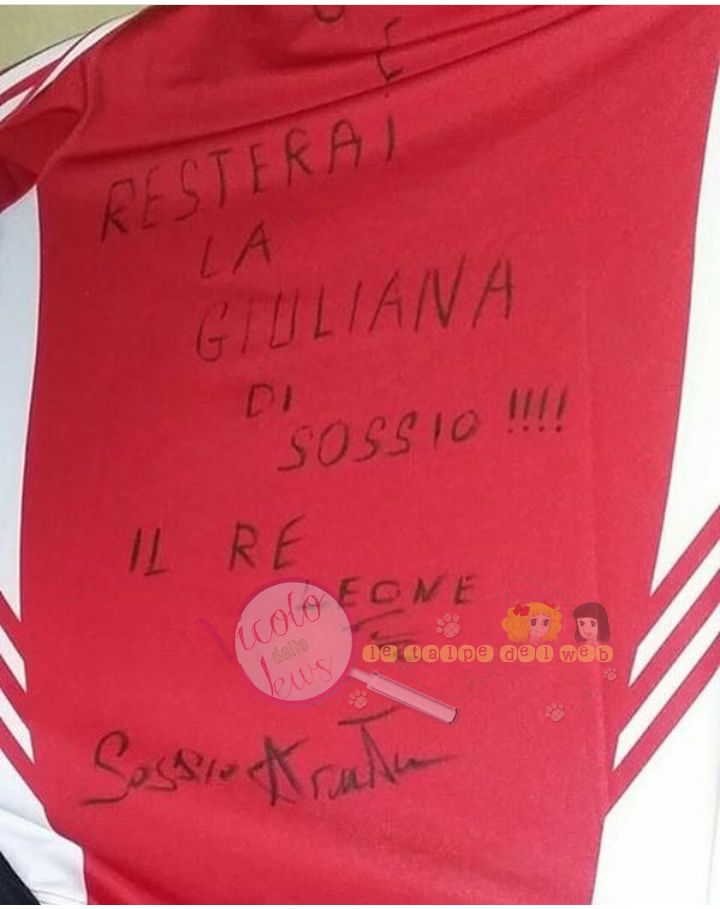 RESTERAI
LA
GIULIANA
DI
SOSSIO !!!!
IL RE
LEONE
Vicolo
delle
News
le talpe del web
Sossio